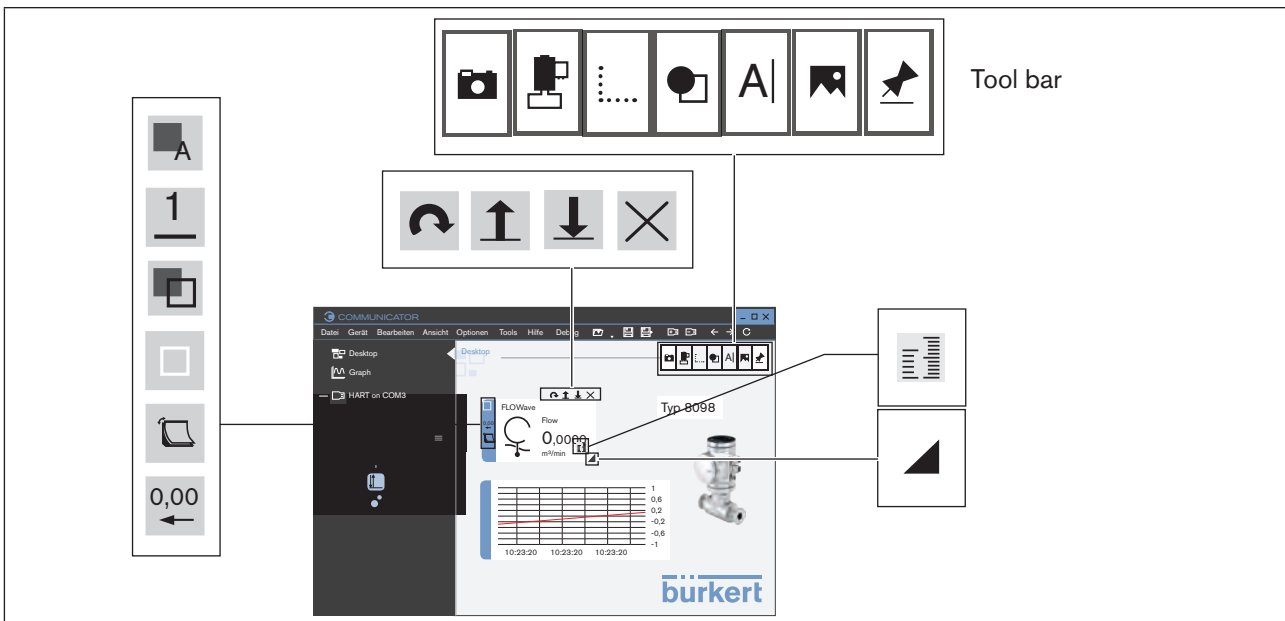 A|
Tool bar
A
1
0,00
COMMUNICATOR
Datei Gerät Bearbeiten Ansicht Optionen Tools Hilfe Debug
Desktop
Graph
HART on COM3
Desktop
A|
FLOWave
Flow
0,0000
m³/min
0,00
Typ 8098
1
0,6
0,2
-0,2
-0,6
-1
10:23:20 10:23:20 10:23:20
bürkert